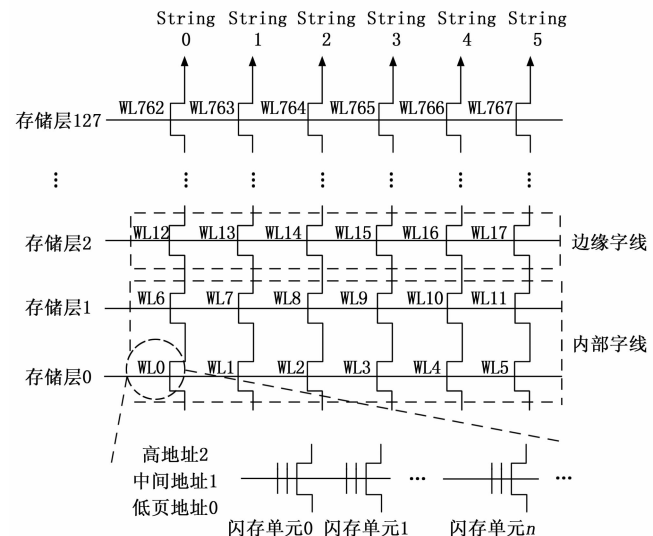 String String String String String String
0 1 2 3 4 5
存储层127 WL762 WL763 WL764 WL765 WL766 WL767
⋮ ⋮ ⋮ ⋮ ⋮ ⋮ ⋮
存储层2 WL12 WL13 WL14 WL15 WL16 WL17 边缘字线
存储层1 WL6 WL7 WL8 WL9 WL10 WL11
内部字线
存储层0 WL0 WL1 WL2 WL3 WL4 WL5
高地址2
中间地址1 … …
低页地址0
闪存单元0 闪存单元1 闪存单元n